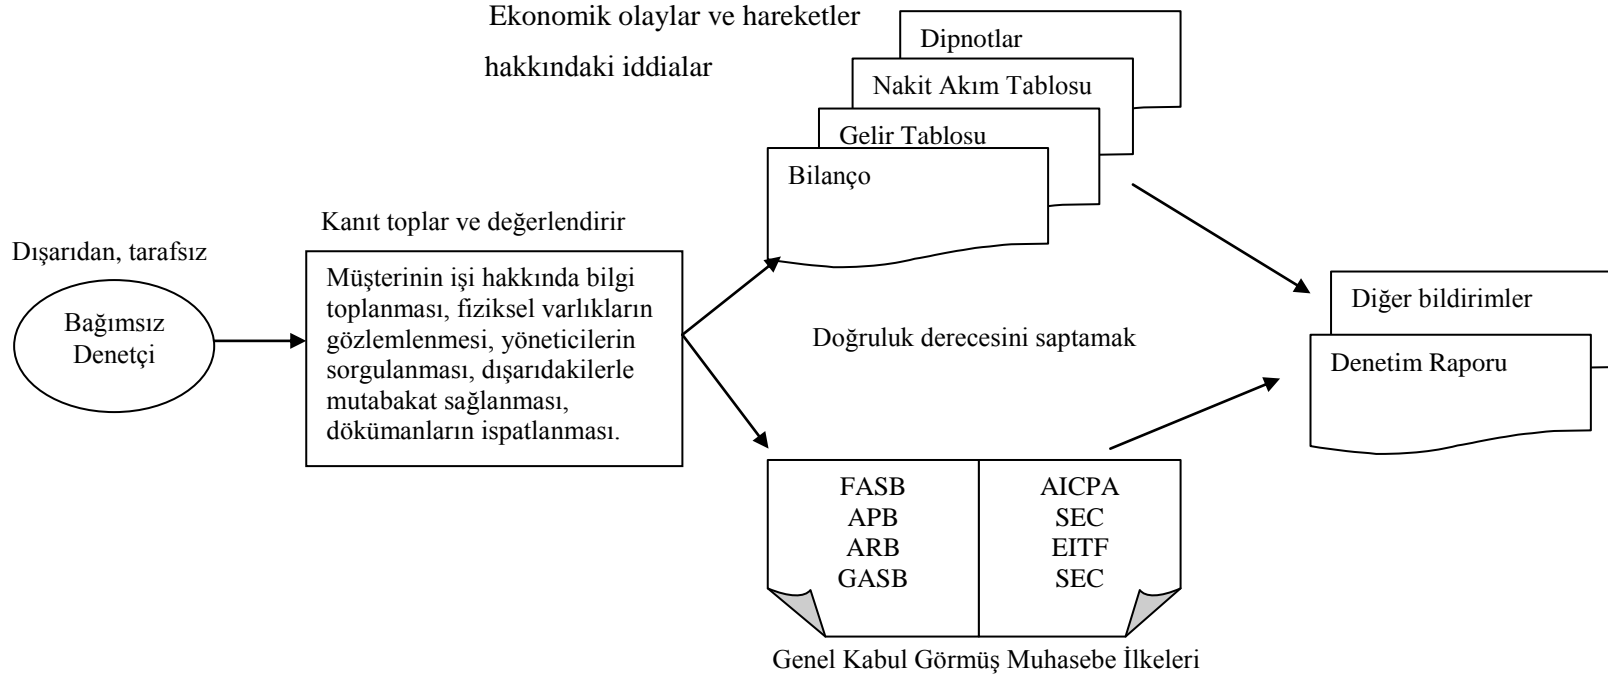 Ekonomik olaylar ve hareketler
hakkındaki iddialar
Dipnotlar
Nakit Akım Tablosu
Gelir Tablosu
Bilanço
Kanıt toplar ve değerlendirir
Dışarıdan, tarafsız
Bağımsız
Denetçi
Müşterinin işi hakkında bilgi
toplanması, fiziksel varlıkların
gözlemlenmesi, yöneticilerin
sorgulanması, dışarıdakilerle
mutabakat sağlanması,
dökümanların ispatlanması.
Doğruluk derecesini saptamak
Diğer bildirimler
Denetim Raporu
FASB
APB
ARB
GASB
AICPA
SEC
EITF
SEC
Genel Kabul Görmüş Muhasebe İlkeleri